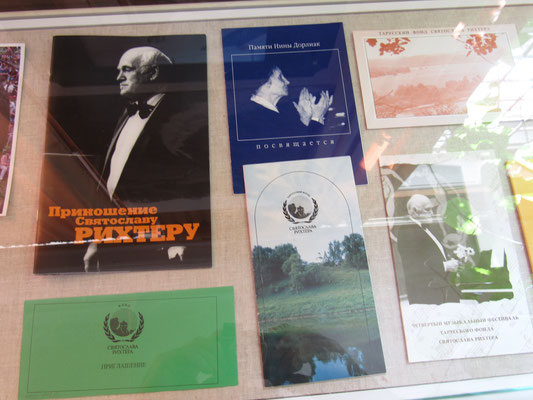 Приношение
Святославу
РИХТЕРУ
Памяти Нины Дорлиак
посвящается
ТАРУССКИЙ ФОНД СВЯТОСЛАВА РИХТЕРА
СВЯТОСЛАВА
РИХТЕРА
ЧЕТВЕРТЫЙ МУЗЫКАЛЬНЫЙ ФЕСТИВАЛЬ
ТАРУССКОГО ФОНДА
СВЯТОСЛАВА РИХТЕРА
ФОНД
СВЯТОСЛАВА
РИХТЕРА
ПРИГЛАШЕНИЕ